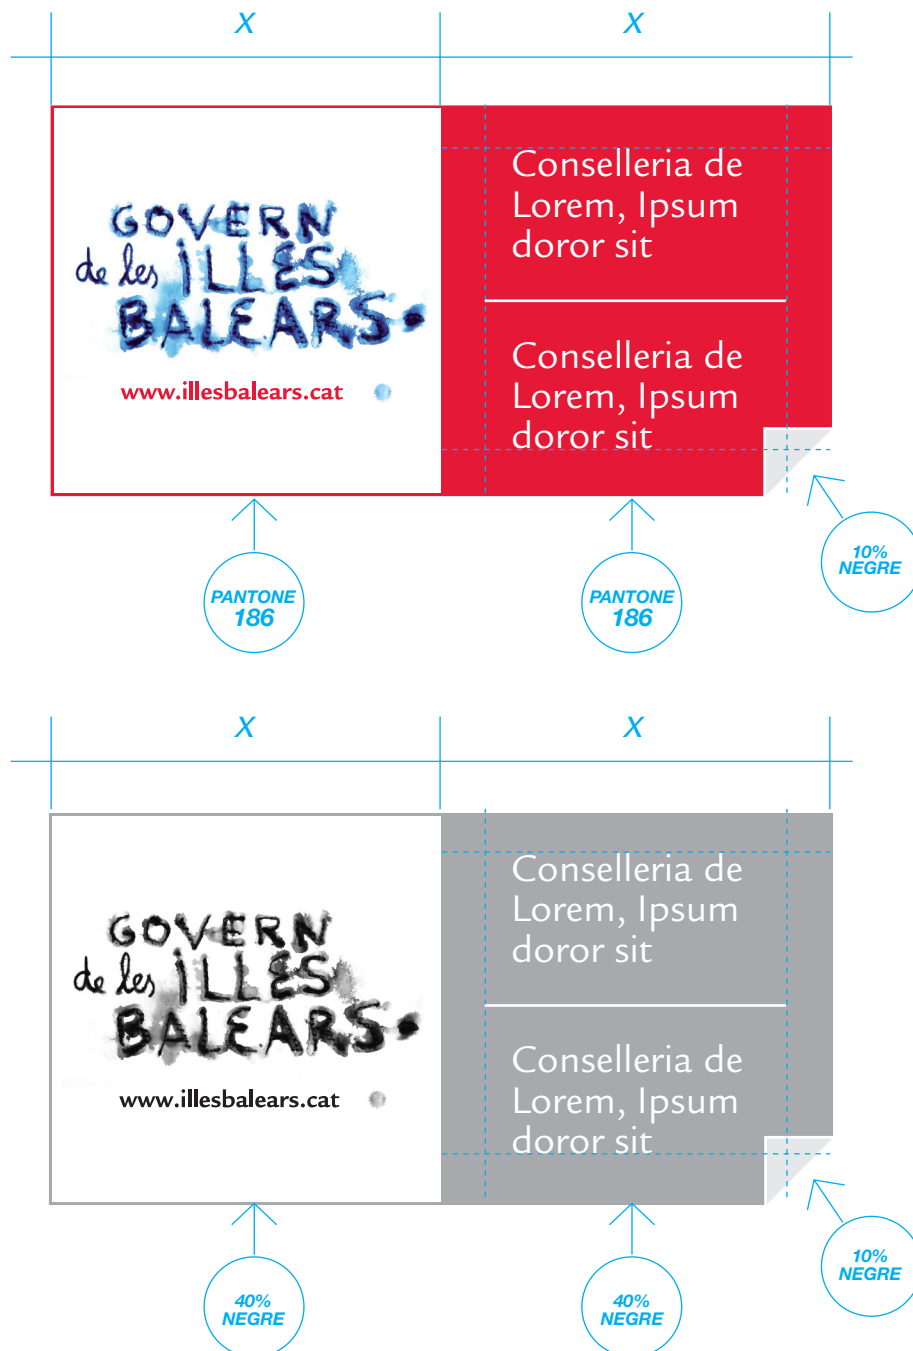 X X
GOVERN
de les ILLES
BALEARS
www.illesbalears.cat
Conselleria de
Lorem, Ipsum
doror sit
Conselleria de
Lorem, Ipsum
doror sit
PANTONE
186
PANTONE
186
10%
NEGRE
X X
GOVERN
de les ILLES
BALEARS
www.illesbalears.cat
Conselleria de
Lorem, Ipsum
doror sit
Conselleria de
Lorem, Ipsum
doror sit
40%
NEGRE
40%
NEGRE
10%
NEGRE